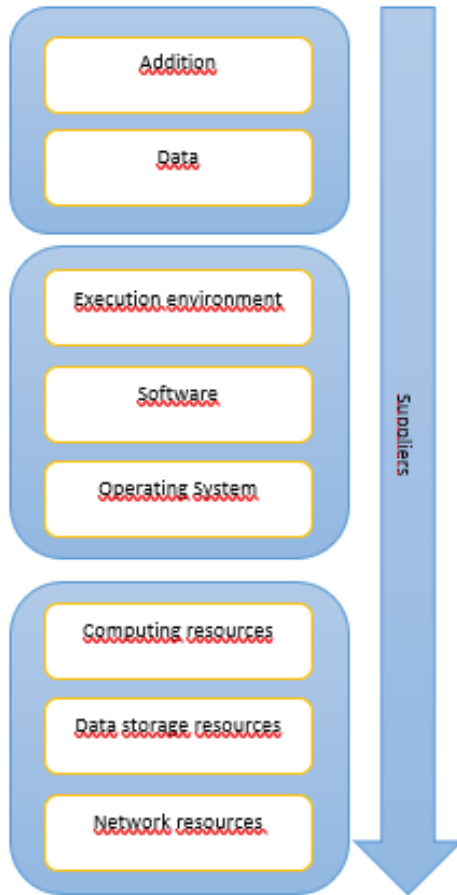 Addition
Data
Execution environment
Software
Operating System
Suppliers
Computing resources
Data storage resources
Network resources